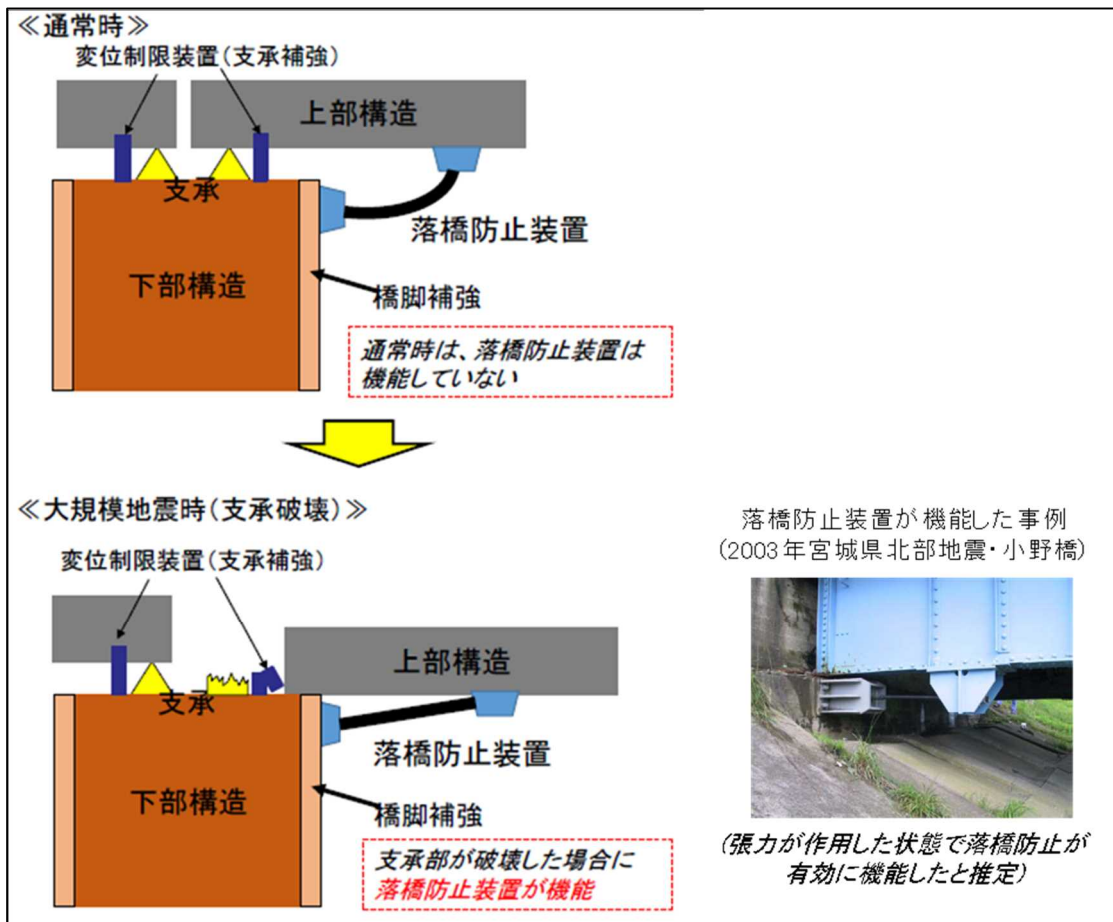 ≪通常時≫
変位制限装置(支承補強)
上部構造
支承
落橋防止装置
下部構造
橋脚補強
通常時は、落橋防止装置は
機能していない
≪大規模地震時(支承破壊)≫
変位制限装置(支承補強)
上部構造
支承
落橋防止装置
下部構造
橋脚補強
支承部が破壊した場合に
落橋防止装置が機能
落橋防止装置が機能した事例
(2003年宮城県北部地震・小野橋)
(張力が作用した状態で落橋防止が
有効に機能したと推定)